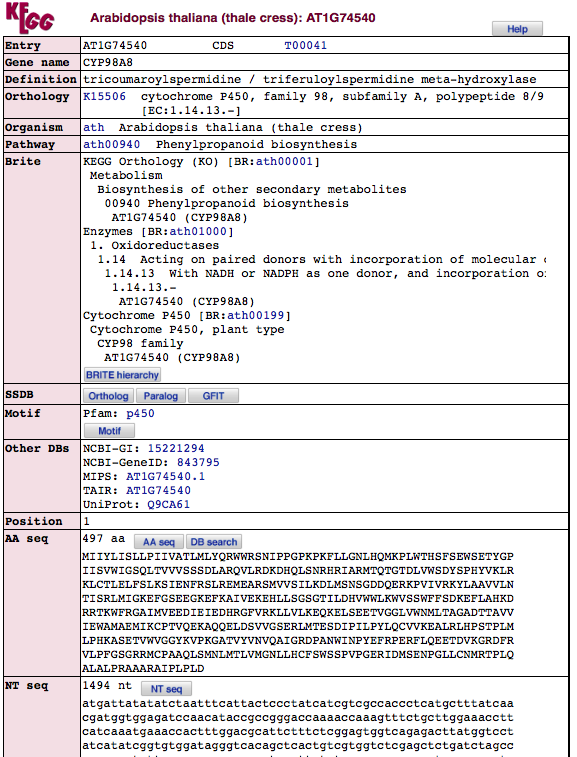 KEGG
Arabidopsis thaliana (thale cress): AT1G74540
Help
Entry AT1G74540 CDS T00041
Gene name CYP98A8
Definition tricoumaroylspermidine / triferuloylspermidine meta-hydroxylase
Orthology K15506 cytochrome P450, family 98, subfamily A, polypeptide 8/9
[EC:1.14.13.-]
Organism ath Arabidopsis thaliana (thale cress)
Pathway ath00940 Phenylpropanoid biosynthesis
Brite KEGG Orthology (KO) [BR:ath00001]
Metabolism
Biosynthesis of other secondary metabolites
00940 Phenylpropanoid biosynthesis
AT1G74540 (CYP98A8)
Enzymes [BR:ath01000]
1. Oxidoreductases
1.14 Acting on paired donors with incorporation of molecular
1.14.13 With NADH or NADPH as one donor, and incorporation
1.14.13.-
AT1G74540 (CYP98A8)
Cytochrome P450 [BR:ath00199]
Cytochrome P450, plant type
CYP98 family
AT1G74540 (CYP98A8)
BRITE hierarchy
SSDB Ortholog Paralog GFIT
Motif Pfam: p450
Motif
Other DBs NCBI-GI: 15221294
NCBI-GeneID: 843795
MIPS: AT1G74540.1
TAIR: AT1G74540
UniProt: Q9CA61
Position 1
AA seq 497 aa AA seq DB search
MIIYLISLLPIIVATLMLYQRWWRSNIPPGPKPKFLLGNLHQMKPLWTHSFSEWSETYGP
IISVWIGSQLTVVVSSSDLARQVLRDKDHQLSNRHRIARMTQTGTDLVWSDYSPHYVKLR
KLCTLELFSLKSIENFRSLREMEARSMVVSILKDLMSNSGDDQERKPVIVRKYLAAVVLN
TISRLMIGKEFGSEEGKEFKAIVEKEHLLSGSGTILDHVWWLKWVSSWFFSDKEFLAHKD
RRTKWFRGAIMVEEDIEIEDHRGFVRKLLVLKEQKELSEETVGGLVWNMLTAGADTTAVV
IEWAMAEMIKCPTVQEKAQQELDSVVGSERLMTESDIPILPYLQCVVKEALRLHPSTPLM
LPHKASETVWVGGYKVPKGATVYVNVQAIGRDPANWINPYEFRPERFLQEETDVKGRDFR
VLPFGSGRRMCPAAQLSMNLMTLVMGNLLHCFSWSSPVPGERIDMSENPGLLCNMRTPLQ
ALALPRAAARAIPLPLD
NT seq 1494 nt NT seq
atgattatatatctaatttcattactccctatcatcgtcgccaccctcatgctttatcaa
cgatggtggagatccaacataccgccgggaccaaaaccaaagtttctgcttggaaacctt
catcaaatgaaaccactttggacgcattctttctcggagtggtcagagacttatggtcct
atcatatcggtgtggatagggtcacagctcactgtcgtggtctcgagctctgatctagcc